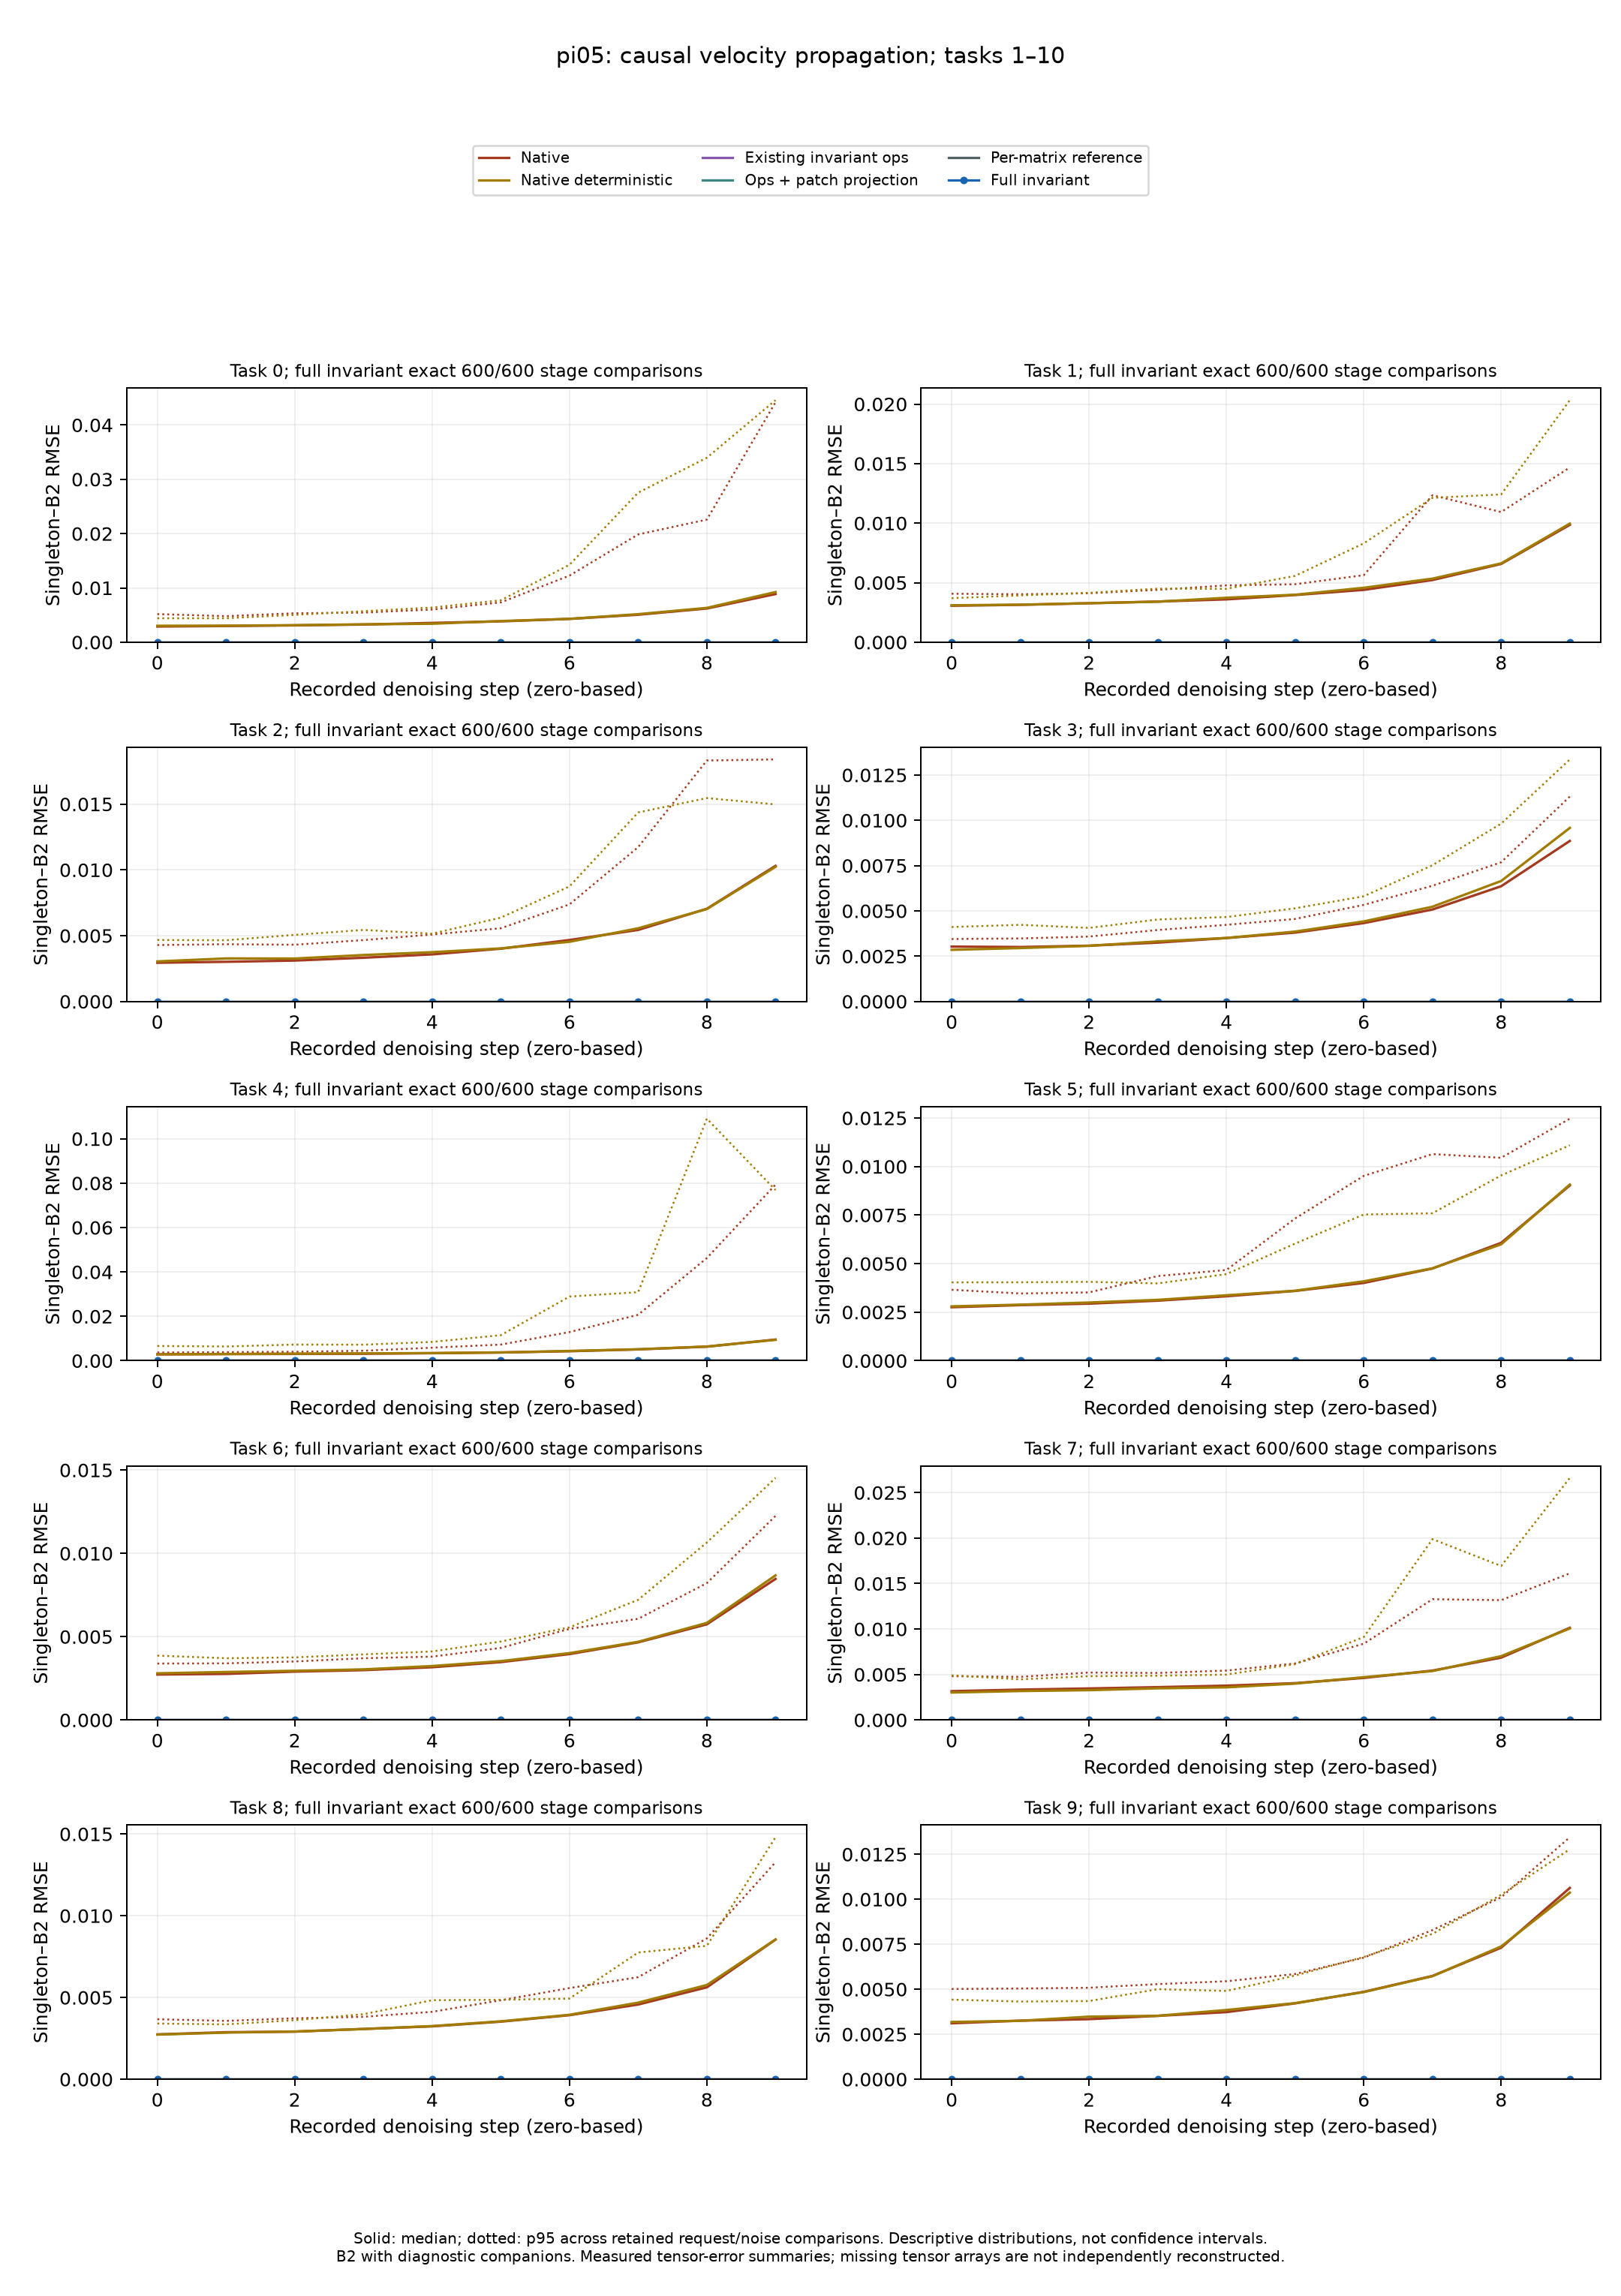 pi05: causal velocity propagation; tasks 1–10
Native
Existing invariant ops
Per-matrix reference
Native deterministic
Ops + patch projection
Full invariant
Task 0; full invariant exact 600/600 stage comparisons
Singleton–B2 RMSE
0.04
0.03
0.02
0.01
0.00
0 2 4 6 8
Recorded denoising step (zero-based)
Task 1; full invariant exact 600/600 stage comparisons
Singleton–B2 RMSE
0.020
0.015
0.010
0.005
0.000
0 2 4 6 8
Recorded denoising step (zero-based)
Task 2; full invariant exact 600/600 stage comparisons
Singleton–B2 RMSE
0.015
0.010
0.005
0.000
0 2 4 6 8
Recorded denoising step (zero-based)
Task 3; full invariant exact 600/600 stage comparisons
Singleton–B2 RMSE
0.0125
0.0100
0.0075
0.0050
0.0025
0.0000
0 2 4 6 8
Recorded denoising step (zero-based)
Task 4; full invariant exact 600/600 stage comparisons
Singleton–B2 RMSE
0.10
0.08
0.06
0.04
0.02
0.00
0 2 4 6 8
Recorded denoising step (zero-based)
Task 5; full invariant exact 600/600 stage comparisons
Singleton–B2 RMSE
0.0125
0.0100
0.0075
0.0050
0.0025
0.0000
0 2 4 6 8
Recorded denoising step (zero-based)
Task 6; full invariant exact 600/600 stage comparisons
Singleton–B2 RMSE
0.015
0.010
0.005
0.000
0 2 4 6 8
Recorded denoising step (zero-based)
Task 7; full invariant exact 600/600 stage comparisons
Singleton–B2 RMSE
0.025
0.020
0.015
0.010
0.005
0.000
0 2 4 6 8
Recorded denoising step (zero-based)
Task 8; full invariant exact 600/600 stage comparisons
Singleton–B2 RMSE
0.015
0.010
0.005
0.000
0 2 4 6 8
Recorded denoising step (zero-based)
Task 9; full invariant exact 600/600 stage comparisons
Singleton–B2 RMSE
0.0125
0.0100
0.0075
0.0050
0.0025
0.0000
0 2 4 6 8
Recorded denoising step (zero-based)
Solid: median; dotted: p95 across retained request/noise comparisons. Descriptive distributions, not confidence intervals.
B2 with diagnostic companions. Measured tensor-error summaries; missing tensor arrays are not independently reconstructed.